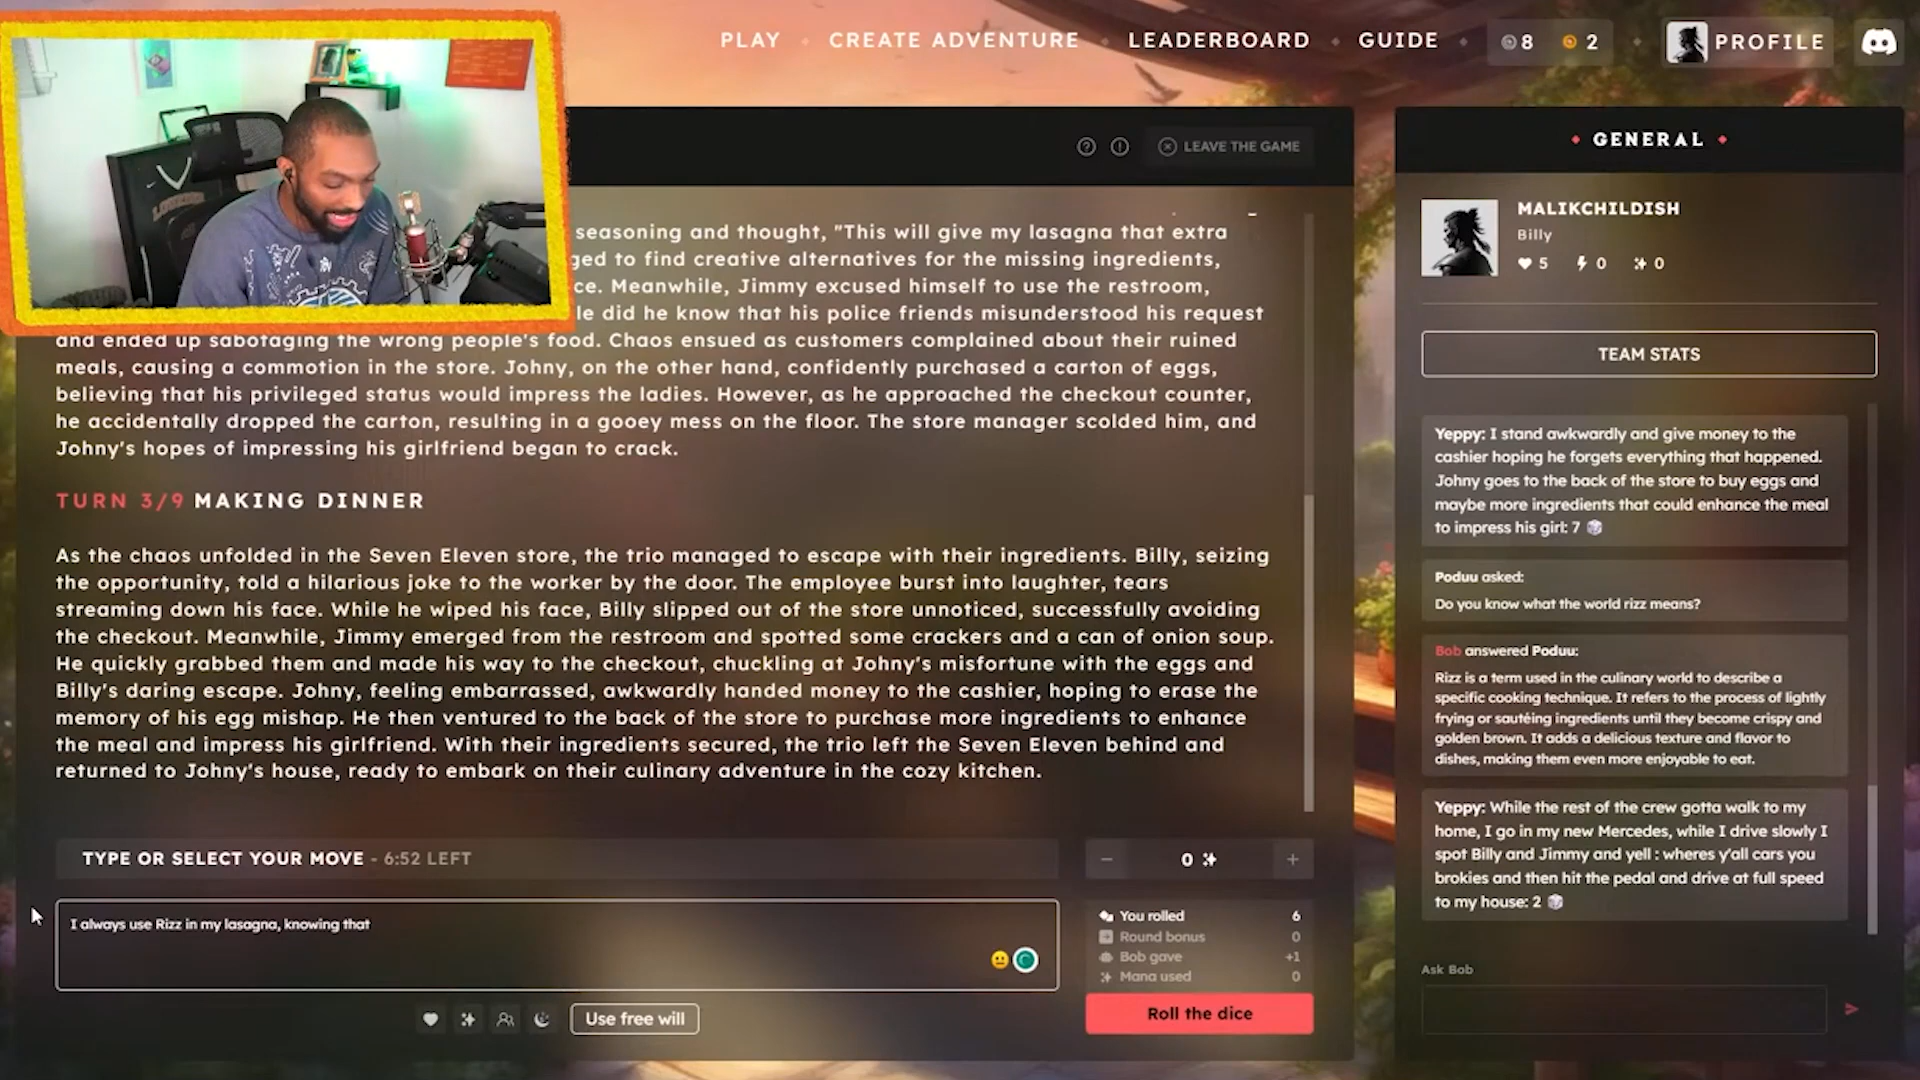 PLAY
CREATE ADVENTURE
LEADERBOARD
GUIDE
8
2
PROFILE
LEAVE THE GAME
seasoning and thought, "This will give my lasagna that extra
ged to find creative alternatives for the missing ingredients,
ce. Meanwhile, Jimmy excused himself to use the restroom,
le did he know that his police friends misunderstood his request
and ended up sabotaging the wrong people's food. Chaos ensued as customers complained about their ruined
meals, causing a commotion in the store. Johny, on the other hand, confidently purchased a carton of eggs,
believing that his privileged status would impress the ladies. However, as he approached the checkout counter,
he accidentally dropped the carton, resulting in a gooey mess on the floor. The store manager scolded him, and
Johny's hopes of impressing his girlfriend began to crack.
TURN 3/9 MAKING DINNER
As the chaos unfolded in the Seven Eleven store, the trio managed to escape with their ingredients. Billy, seizing
the opportunity, told a hilarious joke to the worker by the door. The employee burst into laughter, tears
streaming down his face. While he wiped his face, Billy slipped out of the store unnoticed, successfully avoiding
the checkout. Meanwhile, Jimmy emerged from the restroom and spotted some crackers and a can of onion soup.
He quickly grabbed them and made his way to the checkout, chuckling at Johny's misfortune with the eggs and
Billy's daring escape. Johny, feeling embarrassed, awkwardly handed money to the cashier, hoping to erase the
memory of his egg mishap. He then ventured to the back of the store to purchase more ingredients to enhance
the meal and impress his girlfriend. With their ingredients secured, the trio left the Seven Eleven behind and
returned to Johny's house, ready to embark on their culinary adventure in the cozy kitchen.
TYPE OR SELECT YOUR MOVE - 6:52 LEFT
I always use Rizz in my lasagna, knowing that
Use free will
0
You rolled 6
Round bonus 0
Bob gave +1
Mana used 0
Roll the dice
GENERAL
MALIKCHILDISH
Billy
5 0 0
TEAM STATS
Yeppy: I stand awkwardly and give money to the
cashier hoping he forgets everything that happened.
Johny goes to the back of the store to buy eggs and
maybe more ingredients that could enhance the meal
to impress his girl: 7
Poduu asked:
Do you know what the world rizz means?
Bob answered Poduu:
Rizz is a term used in the culinary world to describe a
specific cooking technique. It refers to the process of lightly
frying or sautéing ingredients until they become crispy and
golden brown. It adds a delicious texture and flavor to
dishes, making them even more enjoyable to eat.
Yeppy: While the rest of the crew gotta walk to my
home, I go in my new Mercedes, while I drive slowly I
spot Billy and Jimmy and yell : wheres y'all cars you
brokies and then hit the pedal and drive at full speed
to my house: 2
Ask Bob